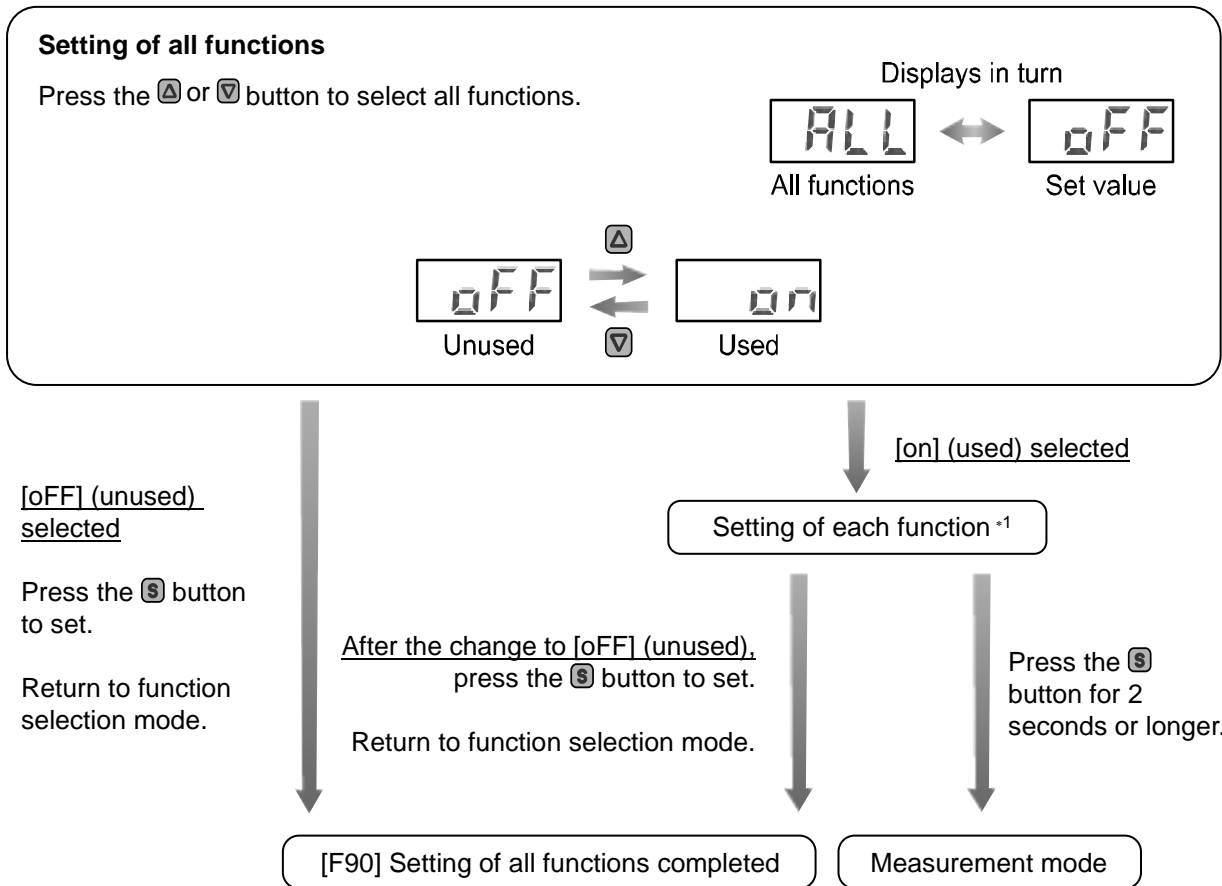 Setting of all functions
Press the △ or ▽ button to select all functions.
Displays in turn
ALL
oFF
All functions
Set value
△
oFF
on
Unused
▽
Used
[on] (used) selected
[oFF] (unused)
selected
Setting of each function *1
Press the S button
to set.
Return to function
selection mode.
After the change to [oFF] (unused),
press the S button to set.
Return to function selection mode.
Press the S
button for 2
seconds or longer.
[F90] Setting of all functions completed
Measurement mode